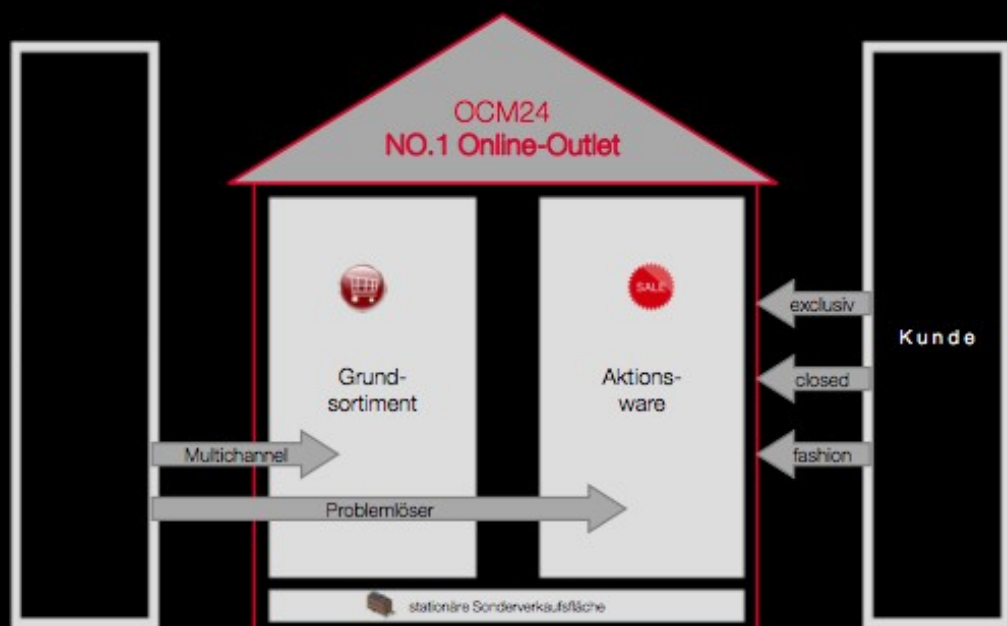 OCM24
NO.1 Online-Outlet
SALE
Grund-
sortiment
Aktions-
ware
exclusiv
Kunde
closed
Multichannel
fashion
Problemlöser
stationäre Sonderverkaufsfläche